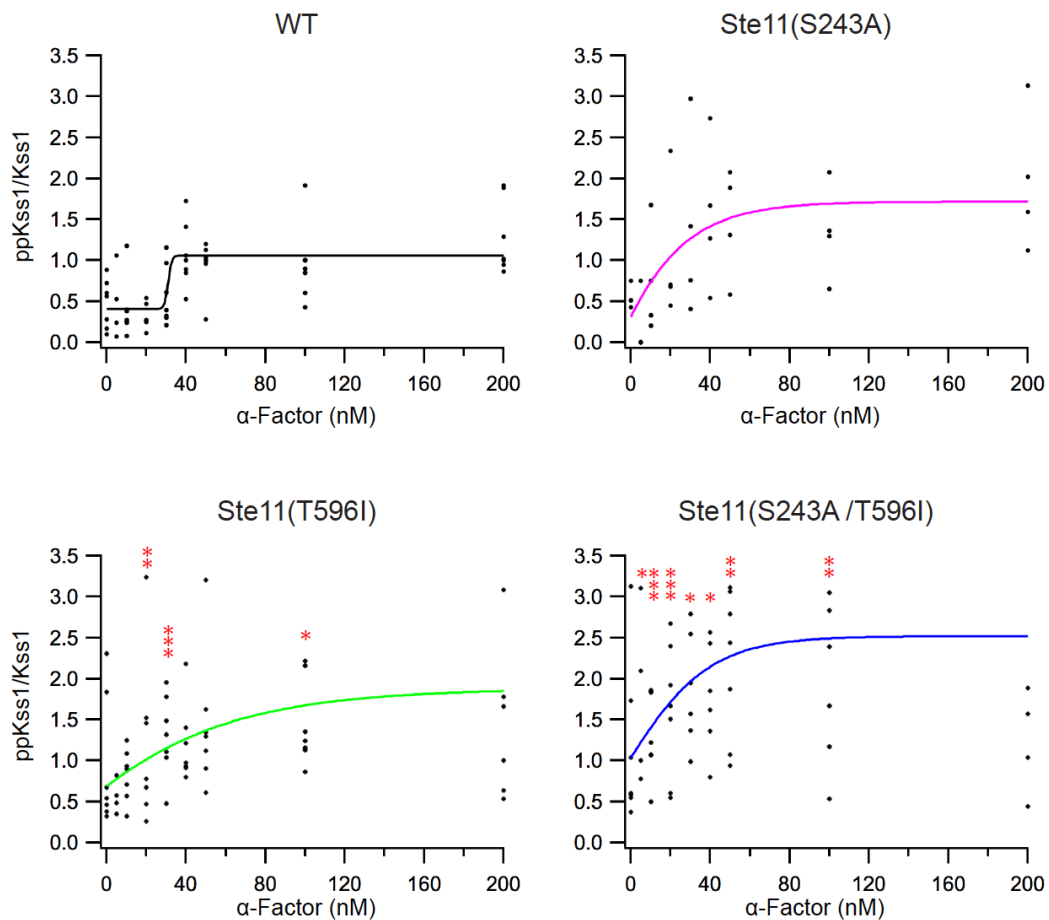 WT
3.5
3.0
2.5
2.0
1.5
1.0
0.5
0.0
ppKss1/Kss1
0 40 80 120 160 200
α-Factor (nM)
Ste11(S243A)
3.5
3.0
2.5
2.0
1.5
1.0
0.5
0.0
0 40 80 120 160 200
α-Factor (nM)
Ste11(T596I)
3.5
3.0
2.5
2.0
1.5
1.0
0.5
0.0
ppKss1/Kss1
**
***
*
0 40 80 120 160 200
α-Factor (nM)
Ste11(S243A /T596I)
3.5
3.0
2.5
2.0
1.5
1.0
0.5
0.0
* *** *** * * ** **
0 40 80 120 160 200
α-Factor (nM)